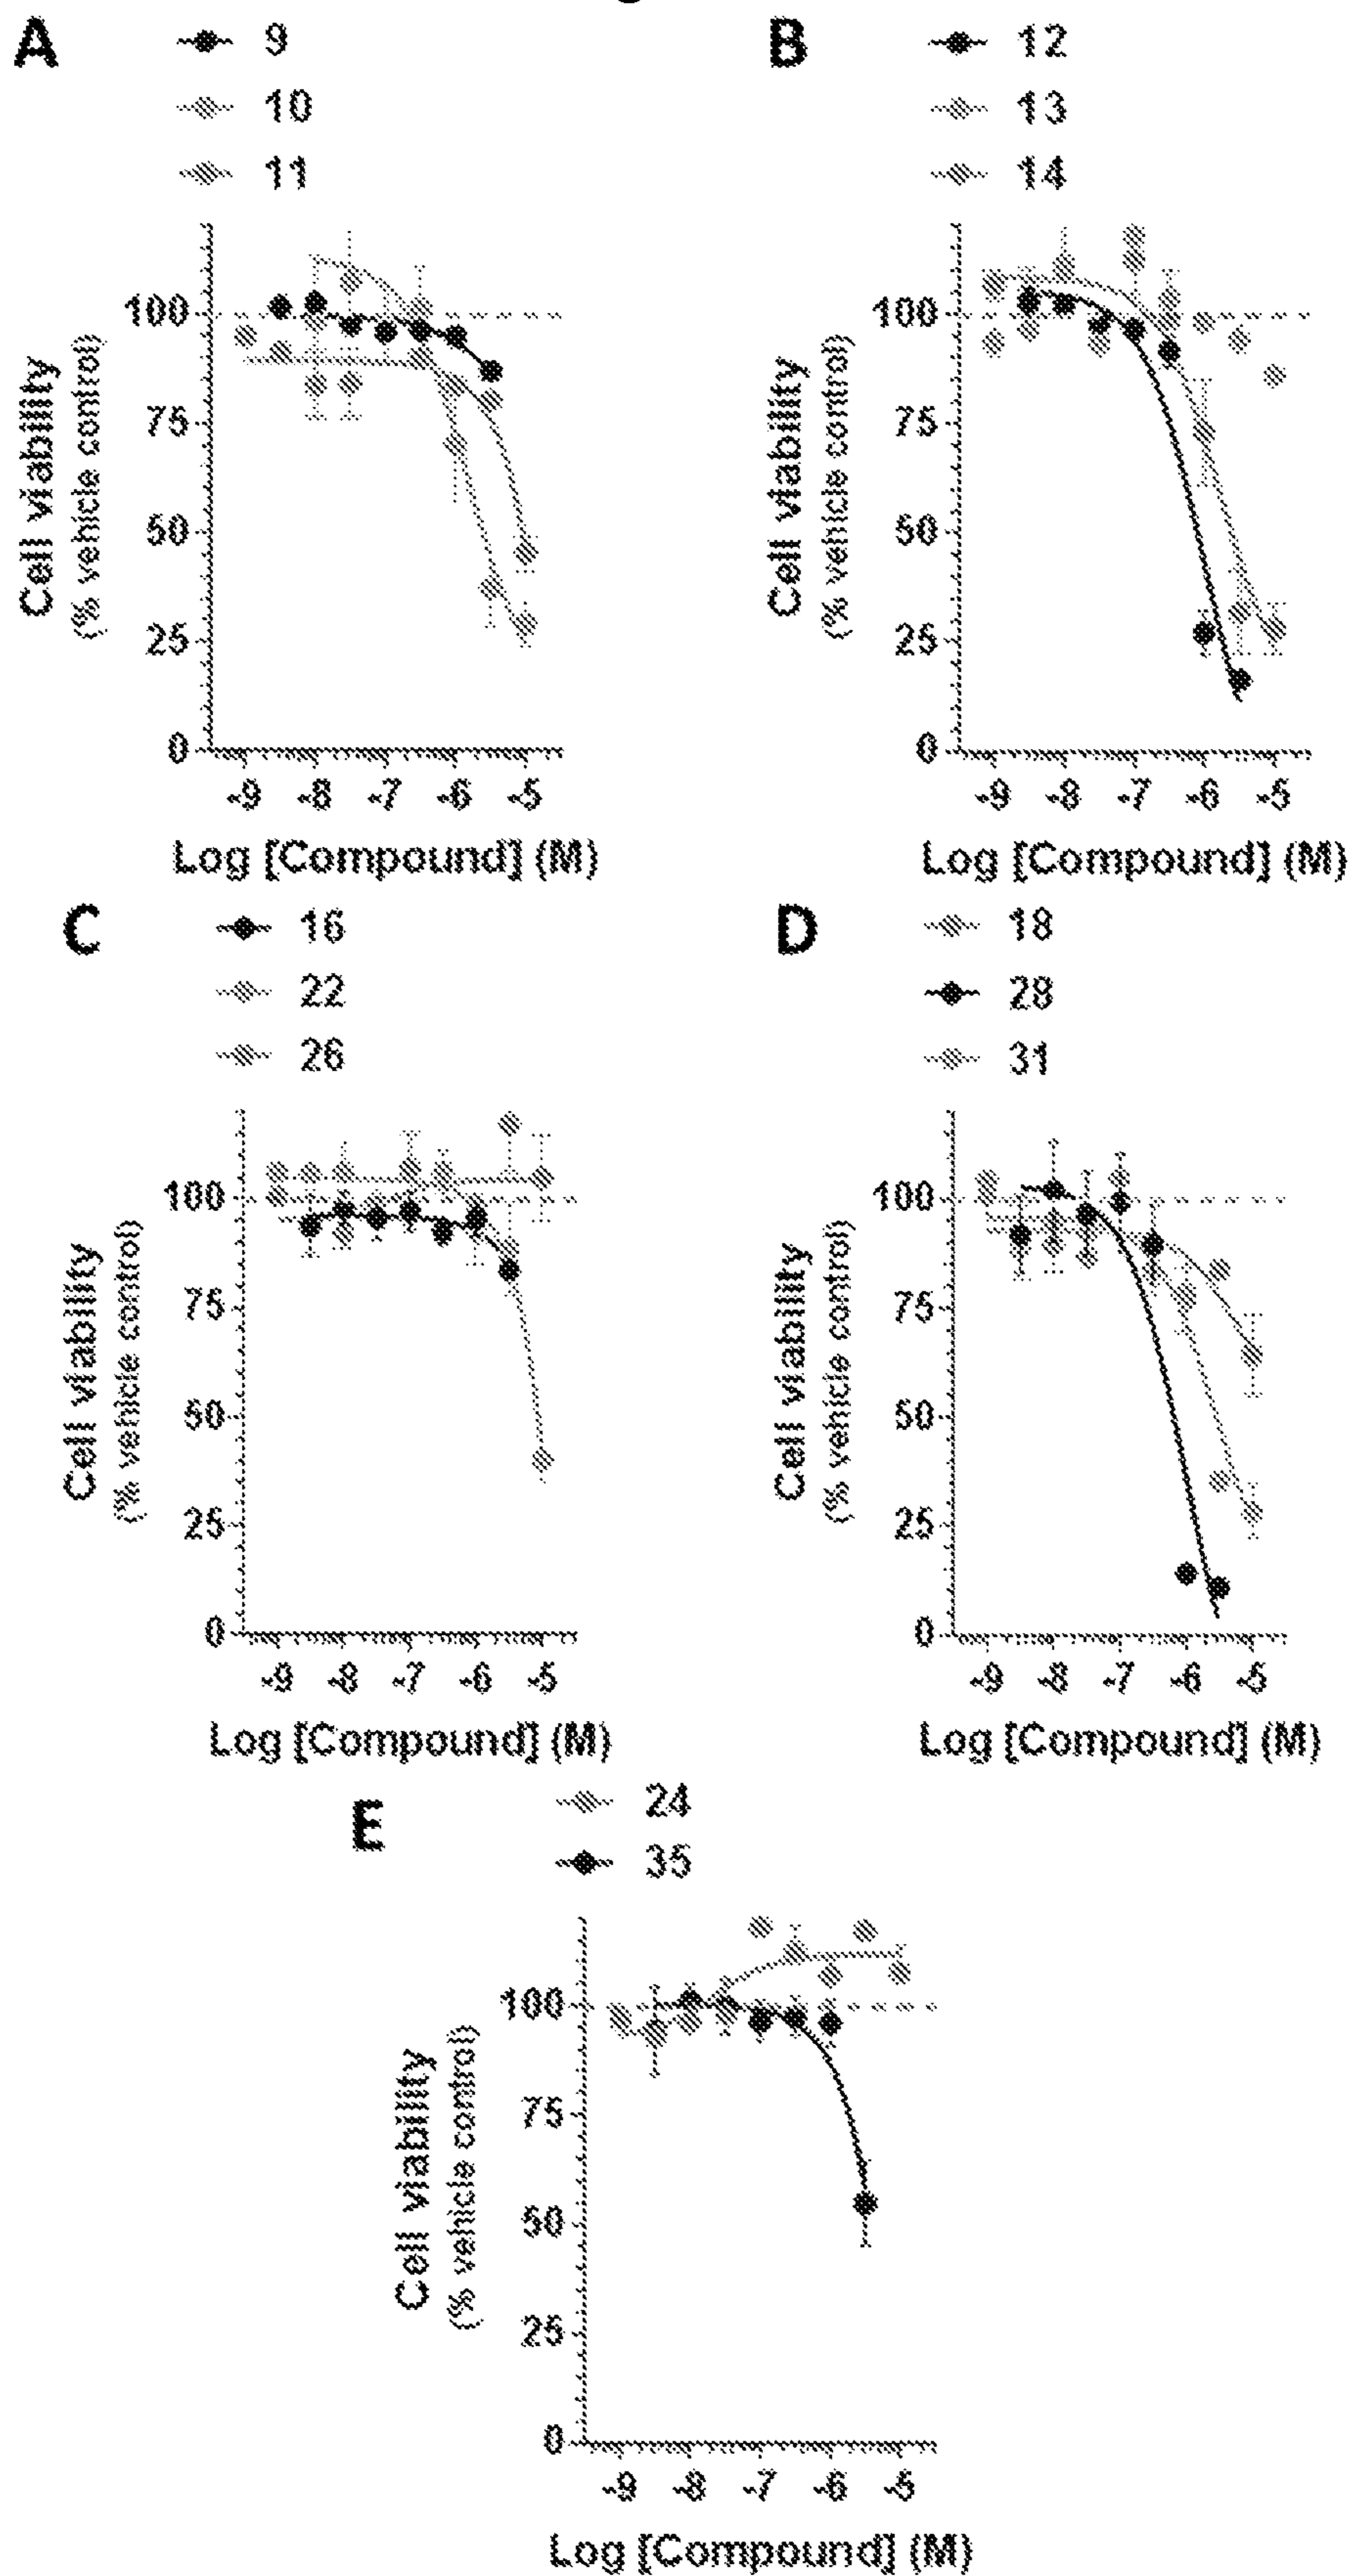 A
9
10
11
Cell viability
(% vehicle control)
100
75
50
25
0
-9 -8 -7 -6 -5
Log [Compound] (M)
B
12
13
14
Cell viability
(% vehicle control)
100
75
50
25
0
-9 -8 -7 -6 -5
Log [Compound] (M)
C
16
22
26
Cell viability
(% vehicle control)
100
75
50
25
0
-9 -8 -7 -6 -5
Log [Compound] (M)
D
18
28
31
Cell viability
(% vehicle control)
100
75
50
25
0
-9 -8 -7 -6 -5
Log [Compound] (M)
E
24
35
Cell viability
(% vehicle control)
100
75
50
25
0
-9 -8 -7 -6 -5
Log [Compound] (M)